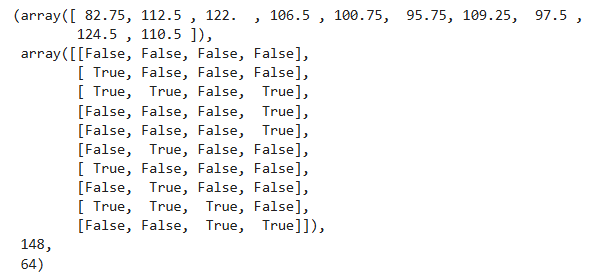 (array([ 82.75, 112.5 , 122.  , 106.5 , 100.75,  95.75, 109.25,  97.5 ,
        124.5 , 110.5 ]),
 array([[False, False, False, False],
        [ True, False, False, False],
        [ True,  True, False,  True],
        [False, False, False,  True],
        [False, False, False,  True],
        [False,  True, False, False],
        [ True, False, False, False],
        [False,  True, False, False],
        [ True,  True,  True, False],
        [False, False,  True,  True]]),
 148,
 64)